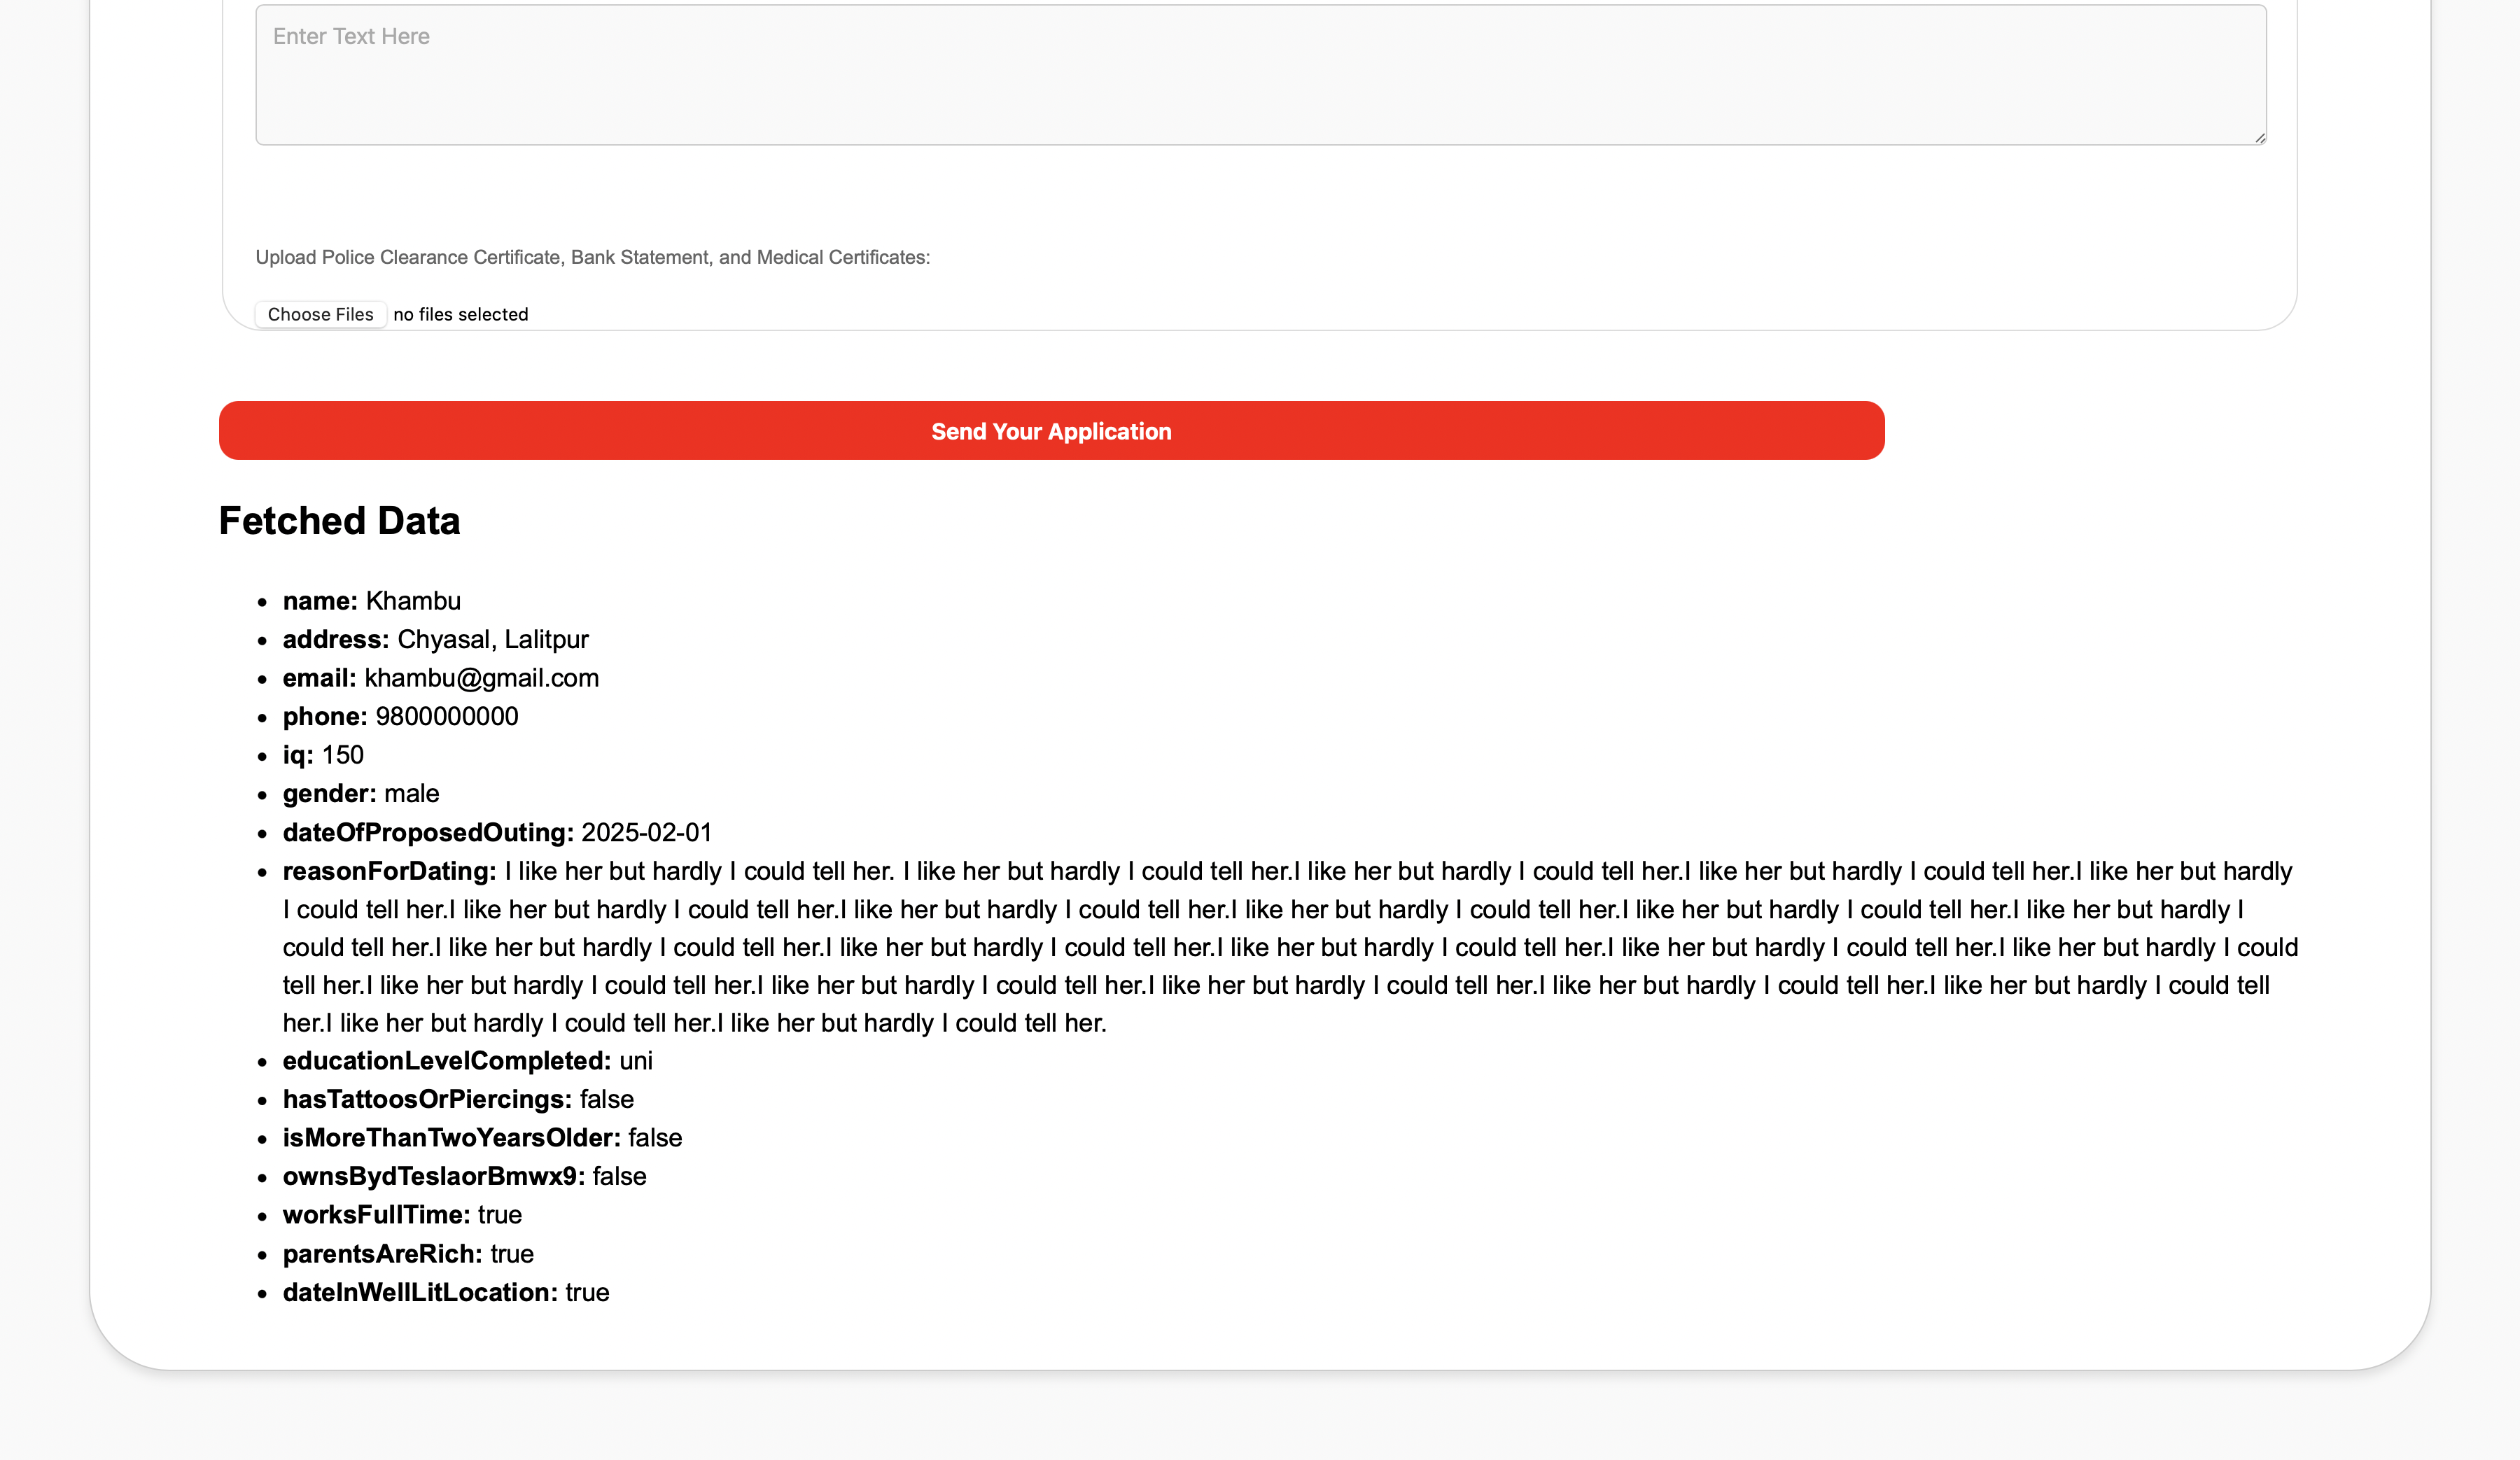 Enter Text Here
Upload Police Clearance Certificate, Bank Statement, and Medical Certificates:
Choose Files no files selected
Send Your Application
Fetched Data
• name: Khambu
• address: Chyasal, Lalitpur
• email: khambu@gmail.com
• phone: 9800000000
• iq: 150
• gender: male
• dateOfProposedOuting: 2025-02-01
• reasonForDating: I like her but hardly I could tell her. I like her but hardly I could tell her.I like her but hardly I could tell her.I like her but hardly I could tell her.I like her but hardly
I could tell her.I like her but hardly I could tell her.I like her but hardly I could tell her.I like her but hardly I could tell her.I like her but hardly I could tell her.I like her but hardly I
could tell her.I like her but hardly I could tell her.I like her but hardly I could tell her.I like her but hardly I could tell her.I like her but hardly I could tell her.I like her but hardly I could
tell her.I like her but hardly I could tell her.I like her but hardly I could tell her.I like her but hardly I could tell her.I like her but hardly I could tell her.I like her but hardly I could tell
her.I like her but hardly I could tell her.I like her but hardly I could tell her.
• educationLevelCompleted: uni
• hasTattoosOrPiercings: false
• isMoreThanTwoYearsOlder: false
• ownsBydTeslaorBmwx9: false
• worksFullTime: true
• parentsAreRich: true
• dateInWellLitLocation: true